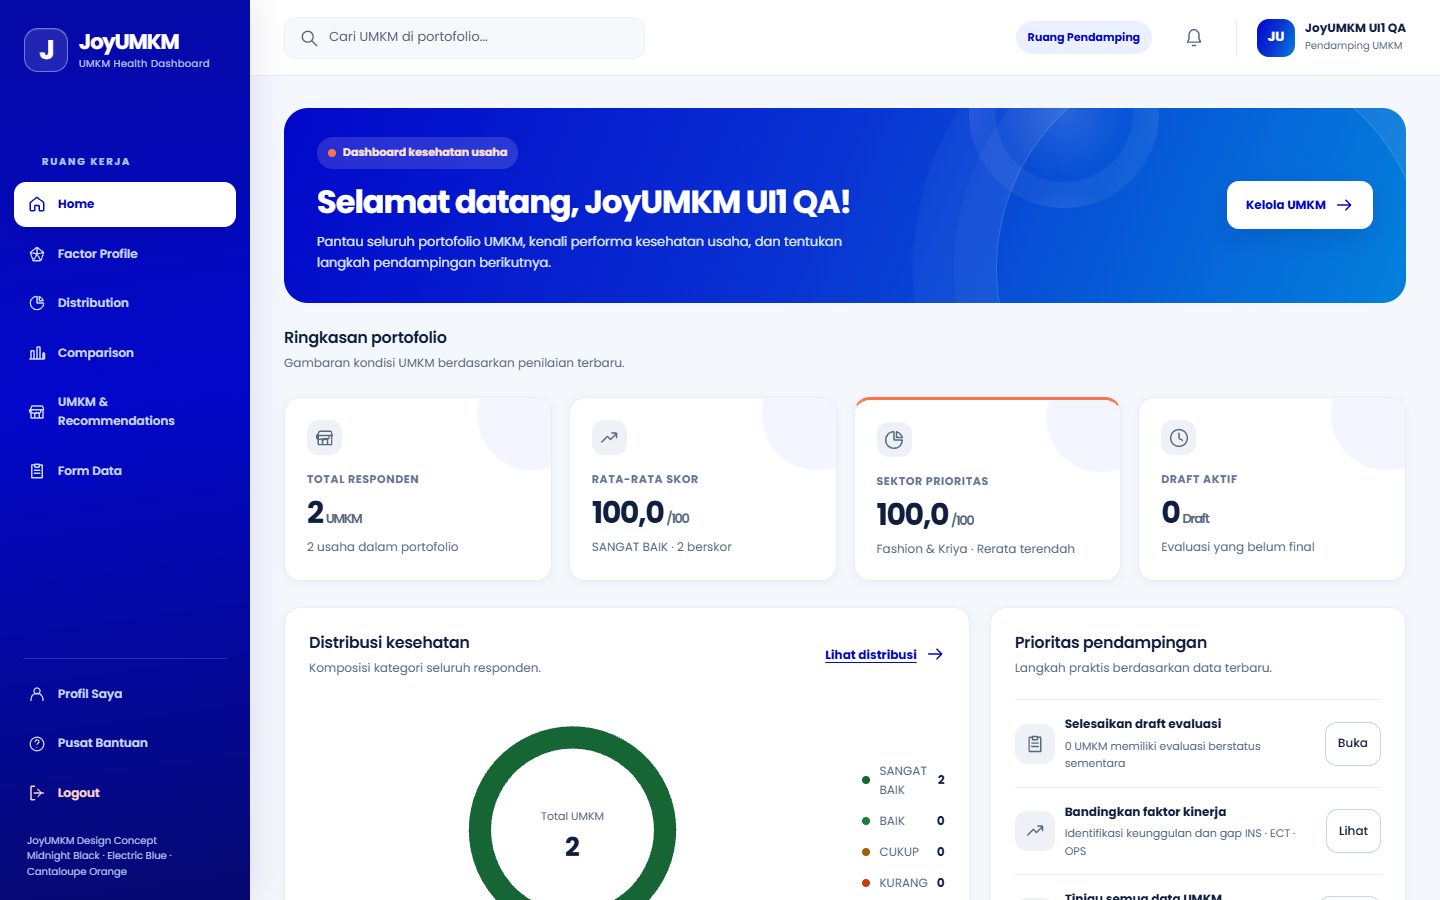 J
JoyUMKM
UMKM Health Dashboard
RUANG KERJA
Home
Factor Profile
Distribution
Comparison
UMKM &
Recommendations
Form Data
Profil Saya
Pusat Bantuan
Logout
JoyUMKM Design Concept
Midnight Black · Electric Blue ·
Cantaloupe Orange
Cari UMKM di portofolio...
Ruang Pendamping
JU
JoyUMKM UI1 QA
Pendamping UMKM
Dashboard kesehatan usaha
Selamat datang, JoyUMKM UI1 QA!
Pantau seluruh portofolio UMKM, kenali performa kesehatan usaha, dan tentukan
langkah pendampingan berikutnya.
Kelola UMKM
Ringkasan portofolio
Gambaran kondisi UMKM berdasarkan penilaian terbaru.
TOTAL RESPONDEN
2 UMKM
2 usaha dalam portofolio
RATA-RATA SKOR
100,0 /100
SANGAT BAIK · 2 berskor
SEKTOR PRIORITAS
100,0 /100
Fashion & Kriya · Rerata terendah
DRAFT AKTIF
0 Draft
Evaluasi yang belum final
Distribusi kesehatan
Komposisi kategori seluruh responden.
Lihat distribusi
Total UMKM
2
SANGAT BAIK 2
BAIK 0
CUKUP 0
KURANG 0
Prioritas pendampingan
Langkah praktis berdasarkan data terbaru.
Selesaikan draft evaluasi
0 UMKM memiliki evaluasi berstatus
sementara
Buka
Bandingkan faktor kinerja
Identifikasi keunggulan dan gap INS · ECT ·
OPS
Lihat
Tinjau semua data UMKM